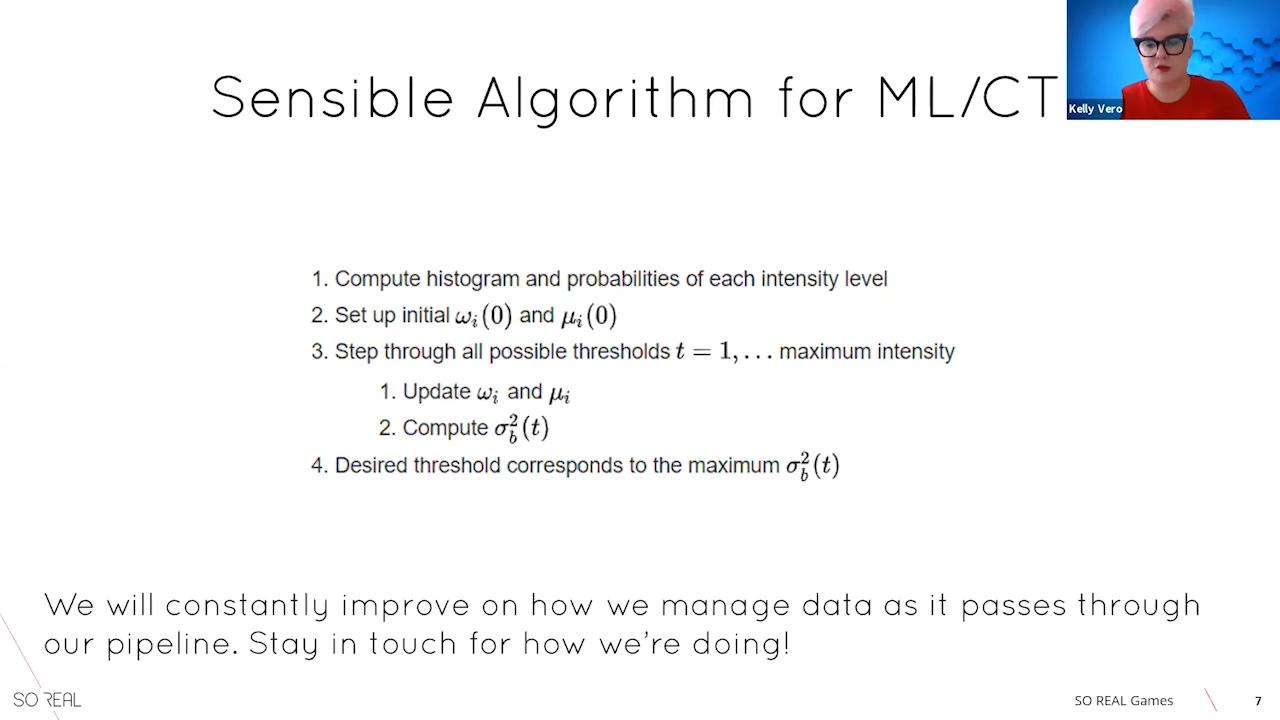 Sensible Algorithm for ML/CT
Kelly Vero
1. Compute histogram and probabilities of each intensity level
2. Set up initial ωᵢ(0) and μᵢ(0)
3. Step through all possible thresholds t = 1, … maximum intensity
1. Update ωᵢ and μᵢ
2. Compute σ²_b(t)
4. Desired threshold corresponds to the maximum σ²_b(t)
We will constantly improve on how we manage data as it passes through
our pipeline. Stay in touch for how we’re doing!
SO REAL
SO REAL Games
7